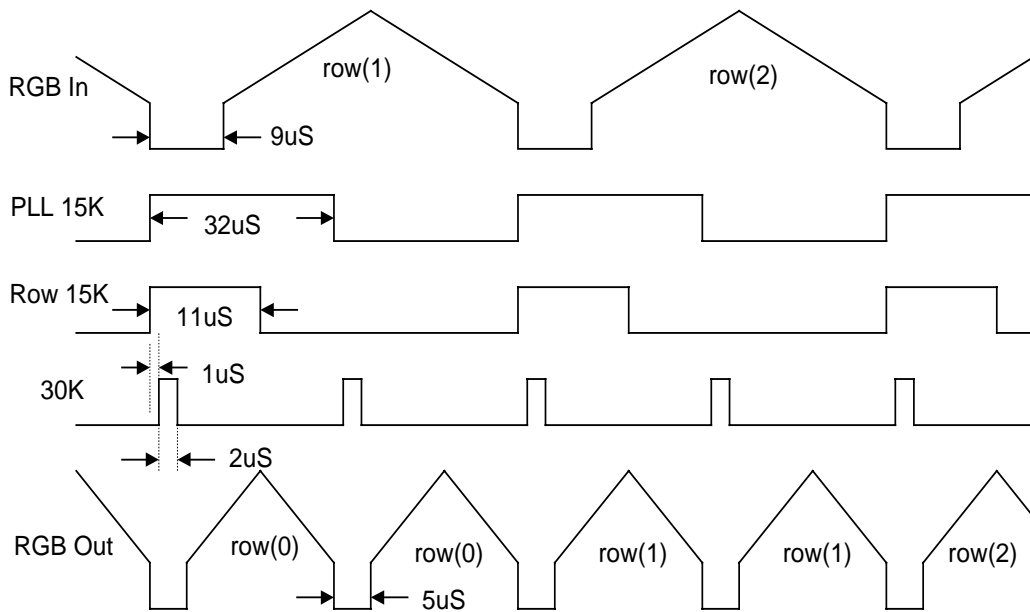 row(1)
row(2)
RGB In
9uS
PLL 15K
32uS
Row 15K
11uS
1uS
30K
2uS
RGB Out
row(0)
row(0)
row(1)
row(1)
row(2)
5uS